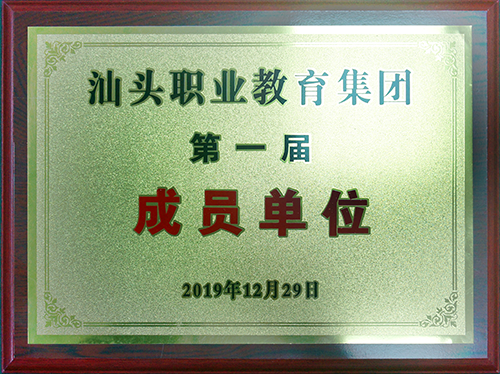 汕头职业教育集团
第一届
成员单位
2019年12月29日